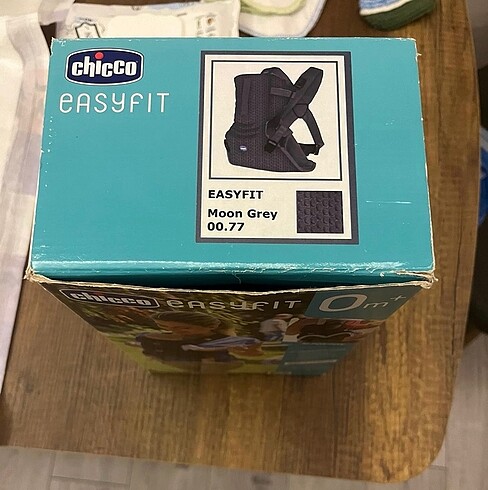 chicco
EASYFIT
EASYFIT
Moon Grey
00.77
chicco EASYFIT 0m+